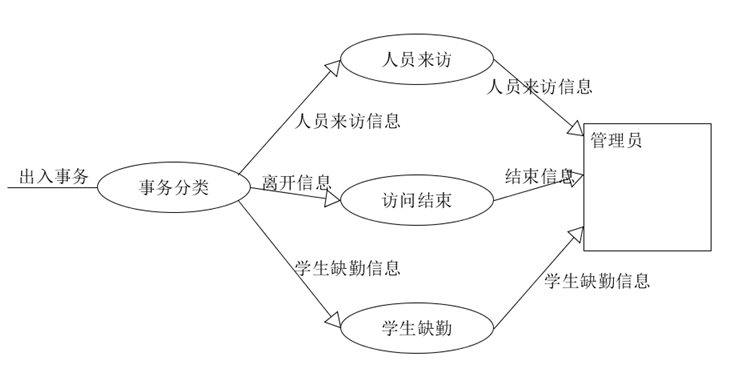 人员来访
人员来访信息
人员来访信息
管理员
出入事务
事务分类
离开信息
访问结束
结束信息
学生缺勤信息
学生缺勤信息
学生缺勤